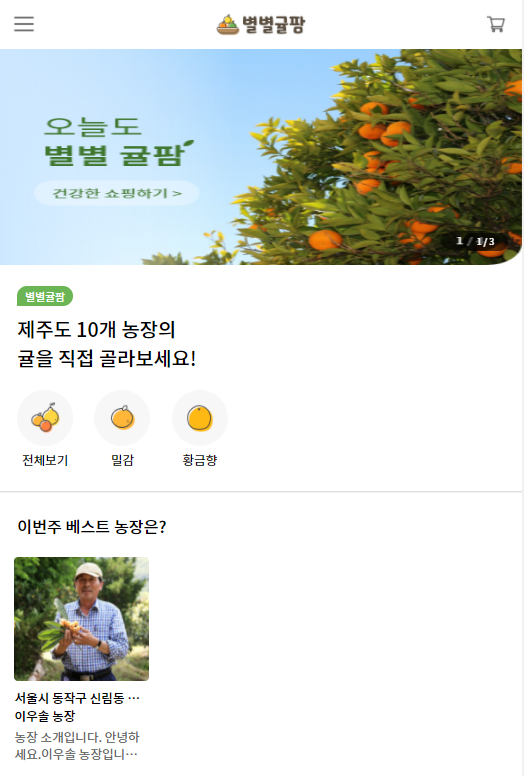 별별귤팜
오늘도
별별 귤팜
건강한 쇼핑하기 >
1 / 1/3
별별귤팜
제주도 10개 농장의
귤을 직접 골라보세요!
전체보기
밀감
황금향
이번주 베스트 농장은?
서울시 동작구 신림동 …
이우솔 농장
농장 소개입니다. 안녕하
세요.이우솔 농장입니…